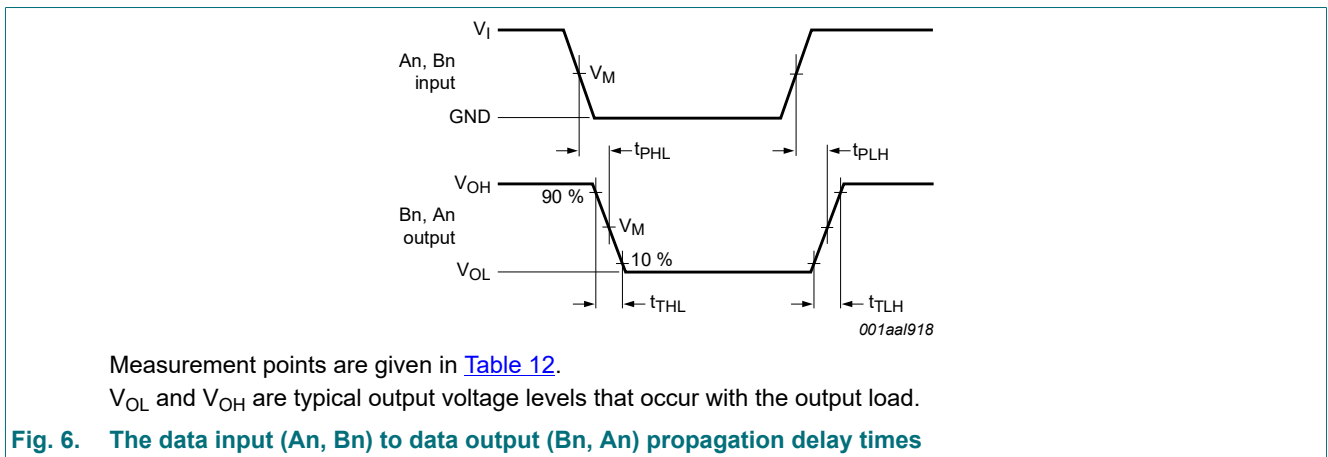 VI
An, Bn
input
VM
GND
tPHL
tPLH
VOH
90 %
Bn, An
output
VM
10 %
VOL
tTHL
tTLH
001aal918
Measurement points are given in Table 12.
VOL and VOH are typical output voltage levels that occur with the output load.
Fig. 6. The data input (An, Bn) to data output (Bn, An) propagation delay times